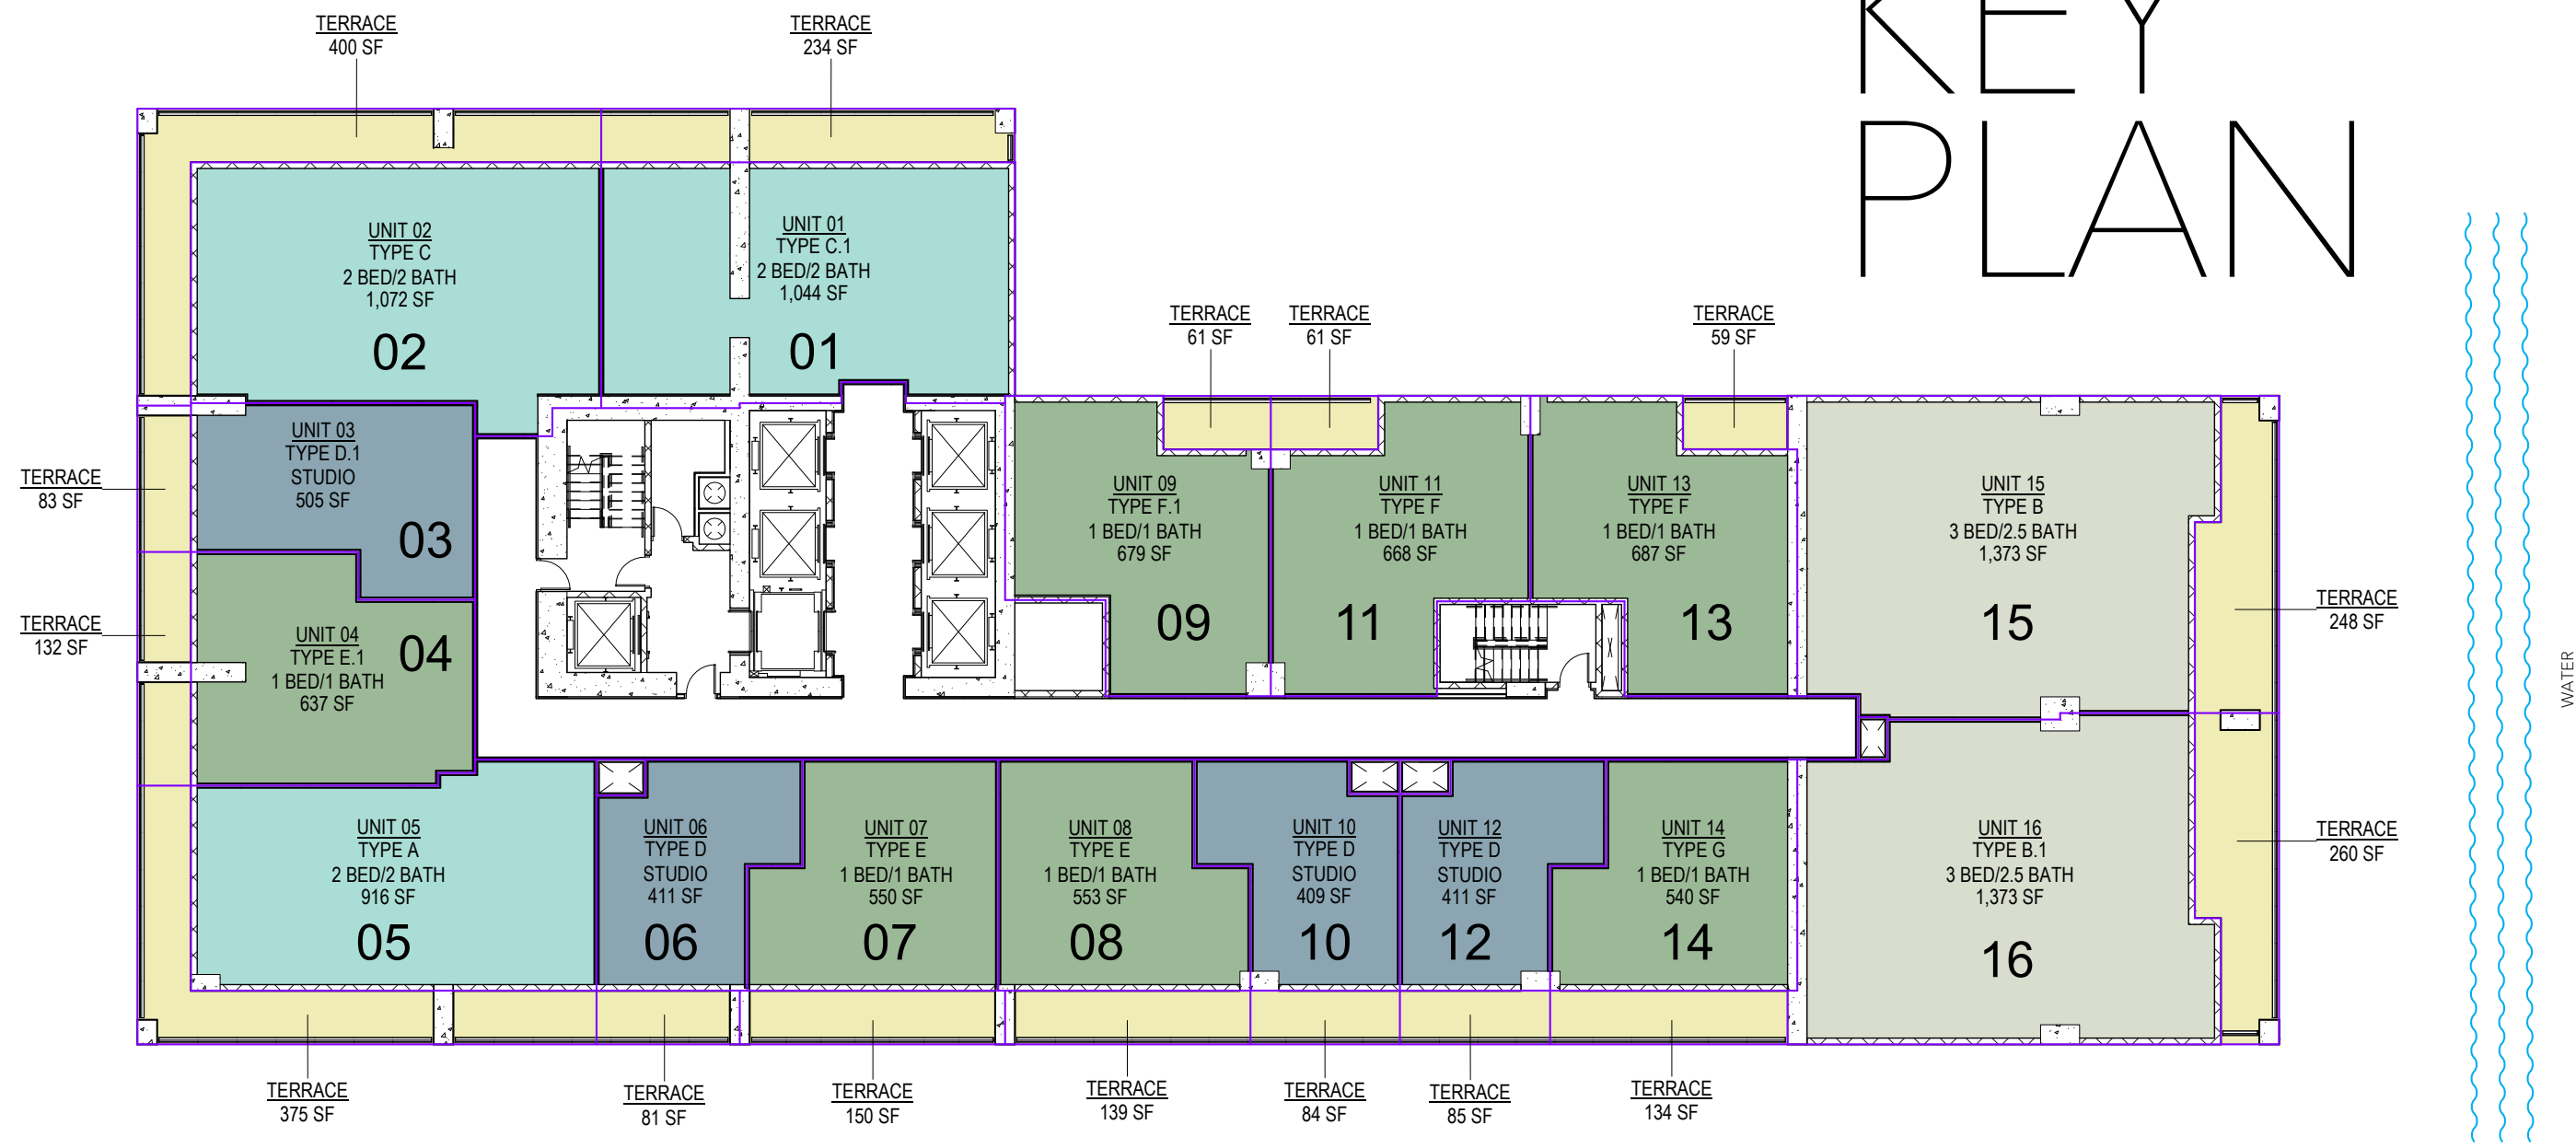 KEY
PLAN
TERRACE
400 SF
TERRACE
234 SF
UNIT 02
TYPE C
2 BED/2 BATH
1,072 SF
02
UNIT 01
TYPE C.1
2 BED/2 BATH
1,044 SF
01
TERRACE
61 SF
TERRACE
61 SF
TERRACE
59 SF
TERRACE
83 SF
UNIT 03
TYPE D.1
STUDIO
505 SF
03
UNIT 09
TYPE F.1
1 BED/1 BATH
679 SF
09
UNIT 11
TYPE F
1 BED/1 BATH
668 SF
11
UNIT 13
TYPE F
1 BED/1 BATH
687 SF
13
UNIT 15
TYPE B
3 BED/2.5 BATH
1,373 SF
15
TERRACE
248 SF
TERRACE
132 SF
UNIT 04
TYPE E.1
1 BED/1 BATH
637 SF
04
WATER
UNIT 05
TYPE A
2 BED/2 BATH
916 SF
05
UNIT 06
TYPE D
STUDIO
411 SF
06
UNIT 07
TYPE E
1 BED/1 BATH
550 SF
07
UNIT 08
TYPE E
1 BED/1 BATH
553 SF
08
UNIT 10
TYPE D
STUDIO
409 SF
10
UNIT 12
TYPE D
STUDIO
411 SF
12
UNIT 14
TYPE G
1 BED/1 BATH
540 SF
14
UNIT 16
TYPE B.1
3 BED/2.5 BATH
1,373 SF
16
TERRACE
260 SF
TERRACE
375 SF
TERRACE
81 SF
TERRACE
150 SF
TERRACE
139 SF
TERRACE
84 SF
TERRACE
85 SF
TERRACE
134 SF